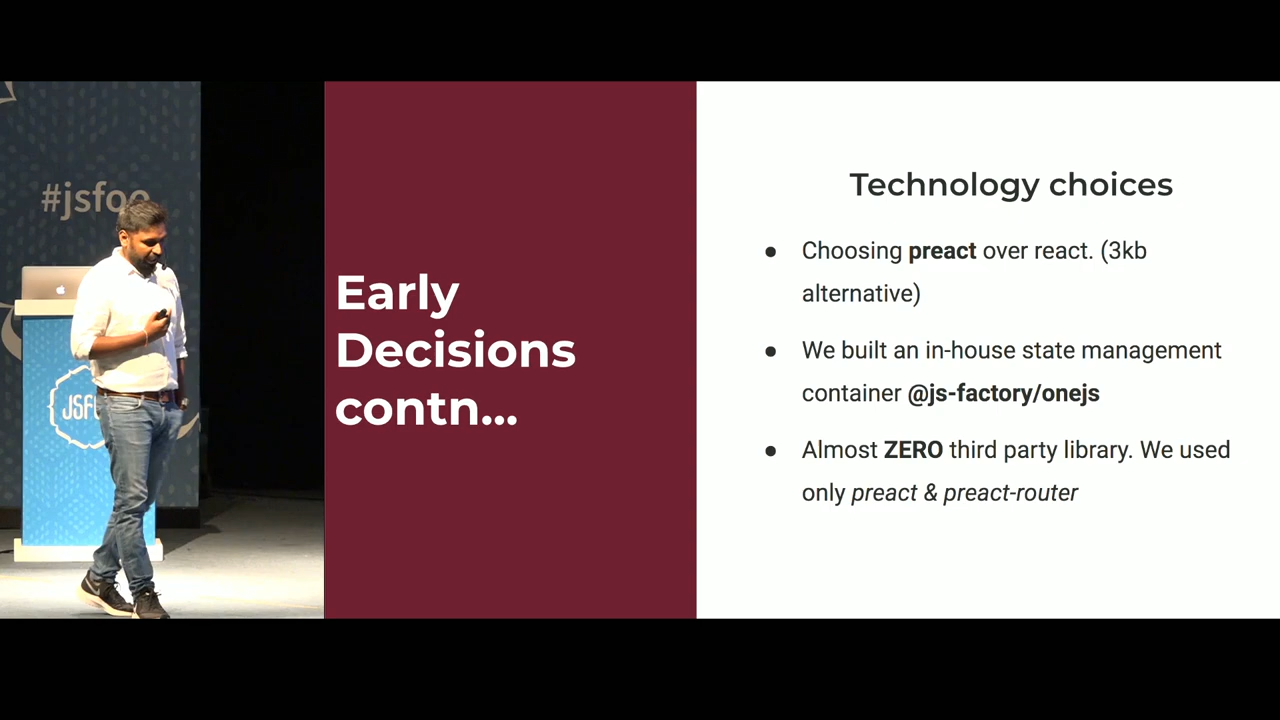 #jsfoo
JSFO
Early
Decisions
contn...
Technology choices
● Choosing preact over react. (3kb
alternative)
● We built an in-house state management
container @js-factory/onejs
● Almost ZERO third party library. We used
only preact & preact-router